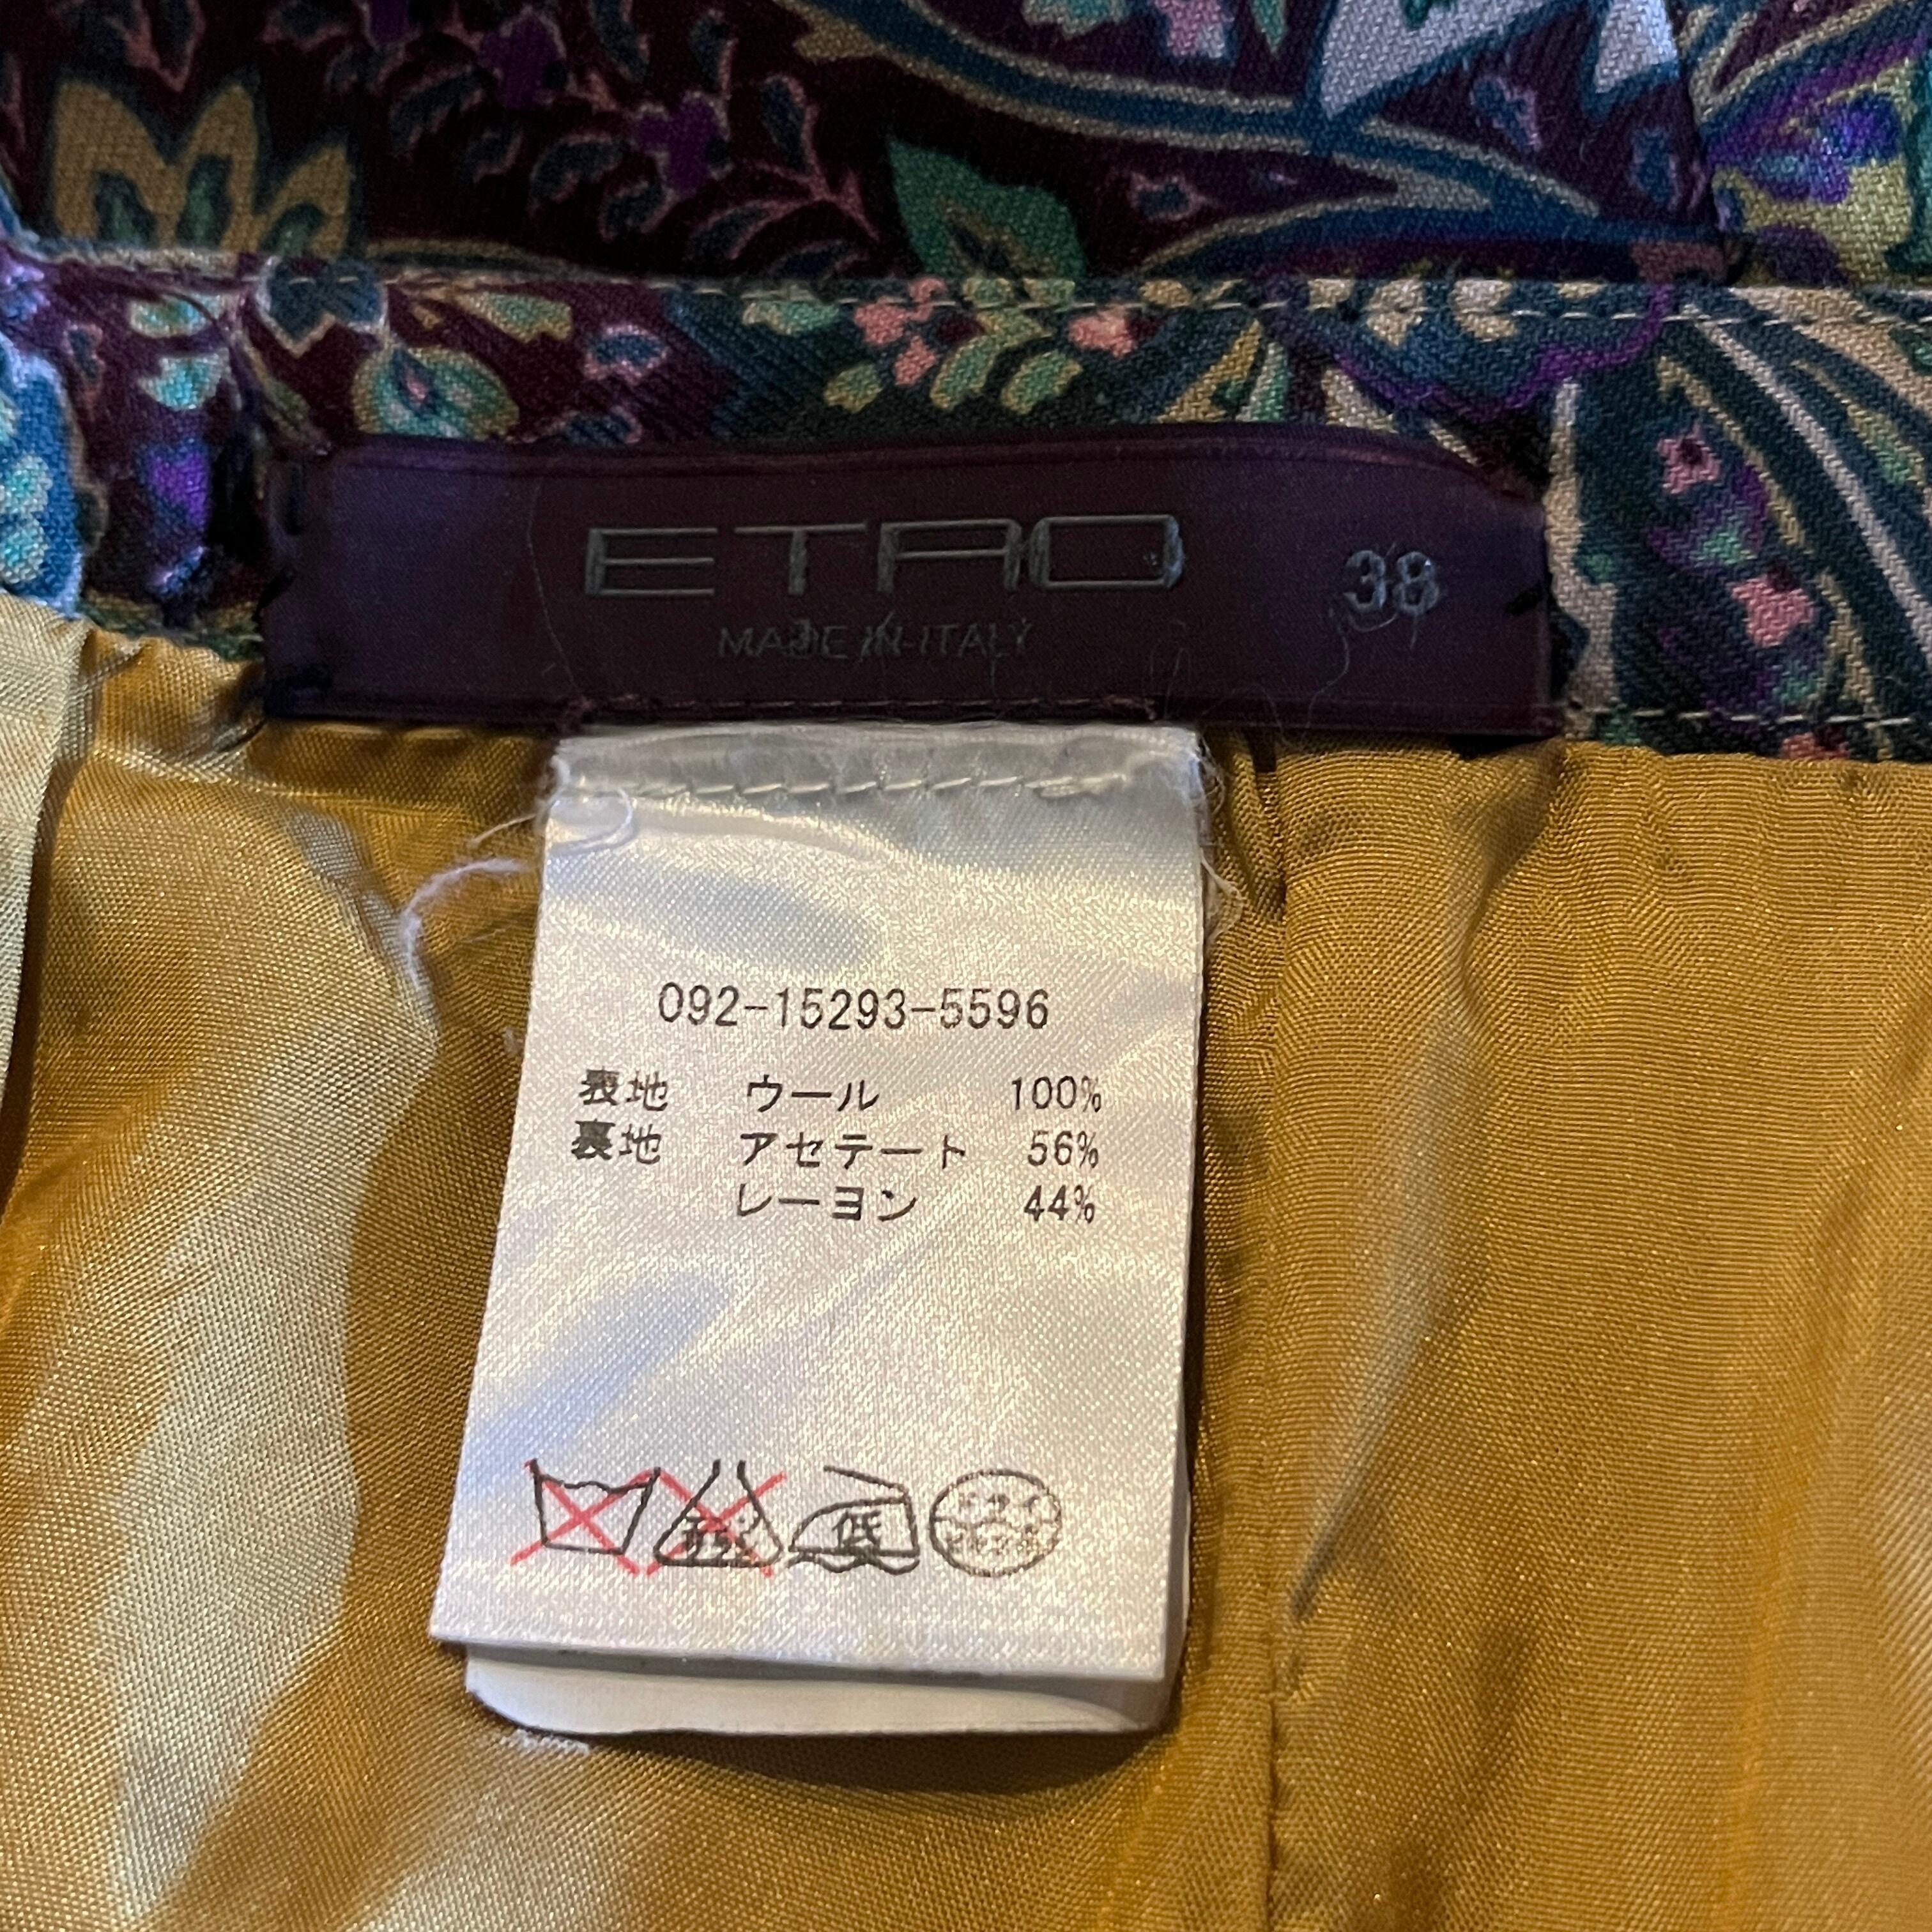 ETRO 38
MADE IN ITALY
092-15293-5596
表地 ウール 100%
裏地 アセテート 56%
レーヨン 44%
低